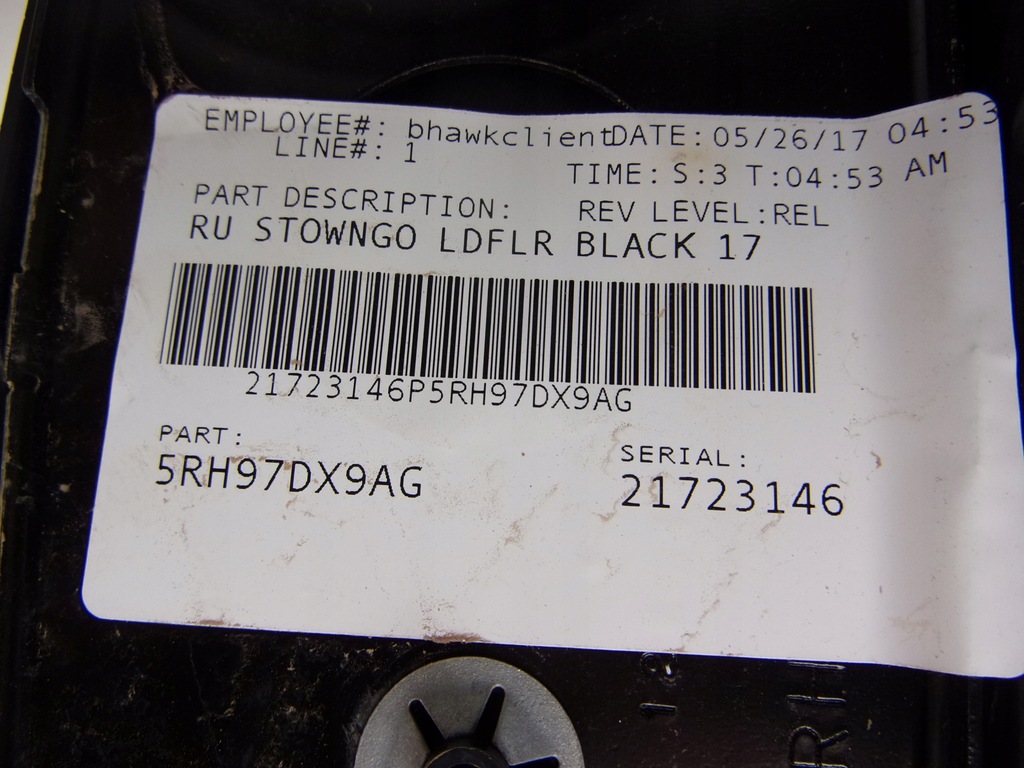 EMPLOYEE#: bhawkclientDATE: 05/26/17 04:53
LINE#: 1
TIME: S:3 T:04:53 AM
PART DESCRIPTION: REV LEVEL:REL
RU STOWNGO LDFLR BLACK 17
21723146P5RH97DX9AG
PART: SERIAL:
5RH97DX9AG 21723146